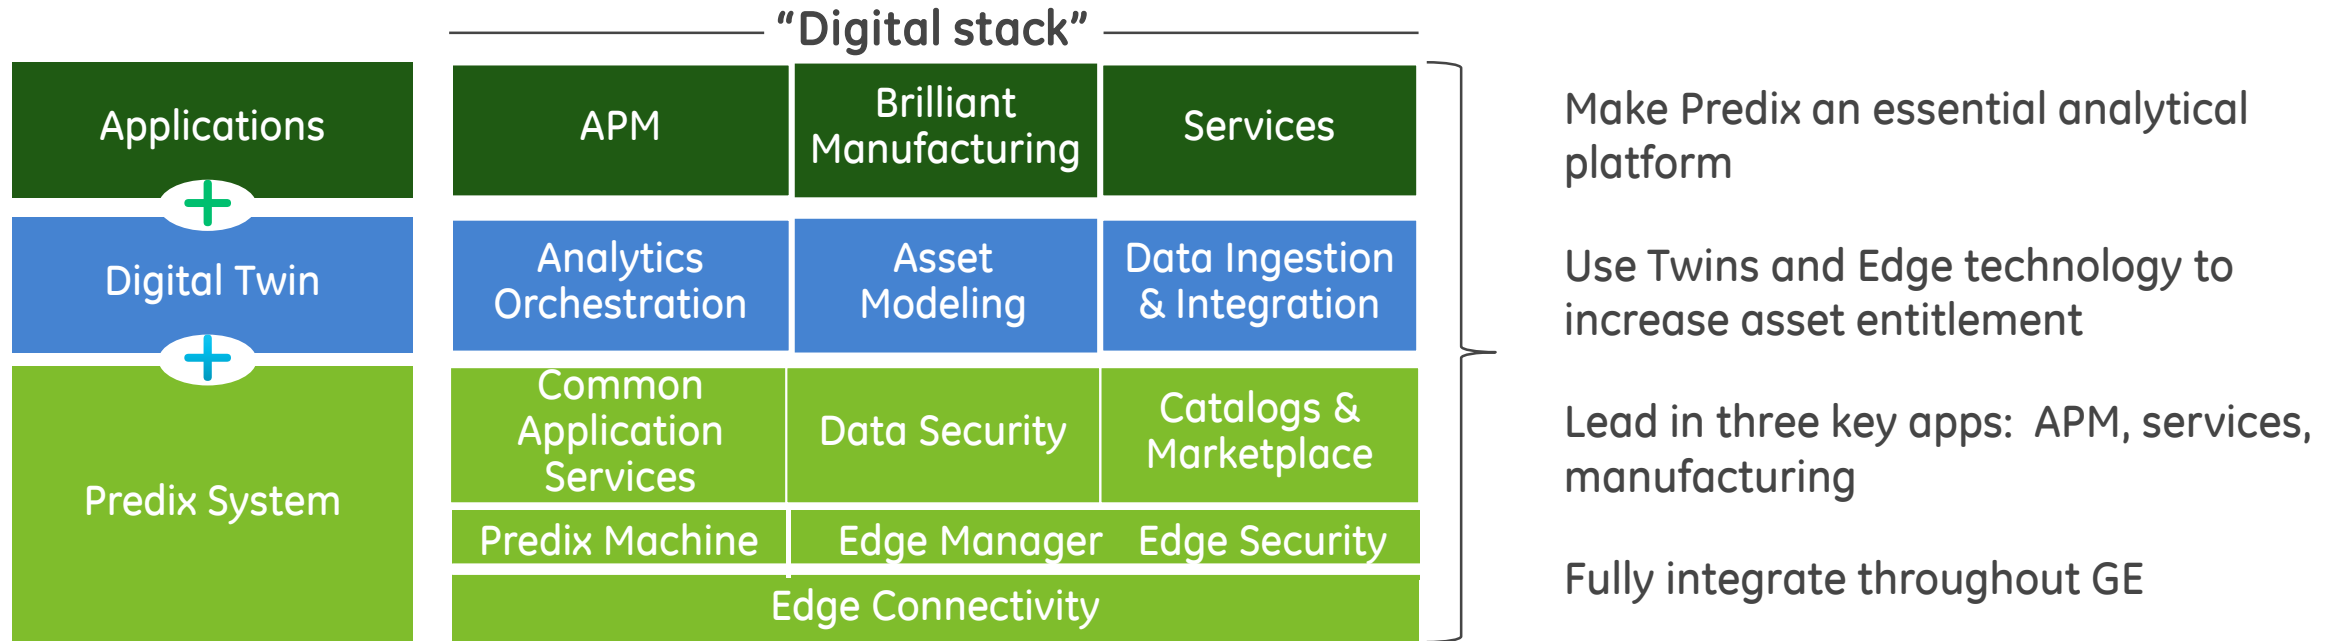 “Digital stack”
Applications
APM
Brilliant
Manufacturing
Services
Digital Twin
Analytics
Orchestration
Asset
Modeling
Data Ingestion
& Integration
Predix System
Common
Application
Services
Data Security
Catalogs &
Marketplace
Predix Machine
Edge Manager
Edge Security
Edge Connectivity
Make Predix an essential analytical
platform
Use Twins and Edge technology to
increase asset entitlement
Lead in three key apps:  APM, services,
manufacturing
Fully integrate throughout GE